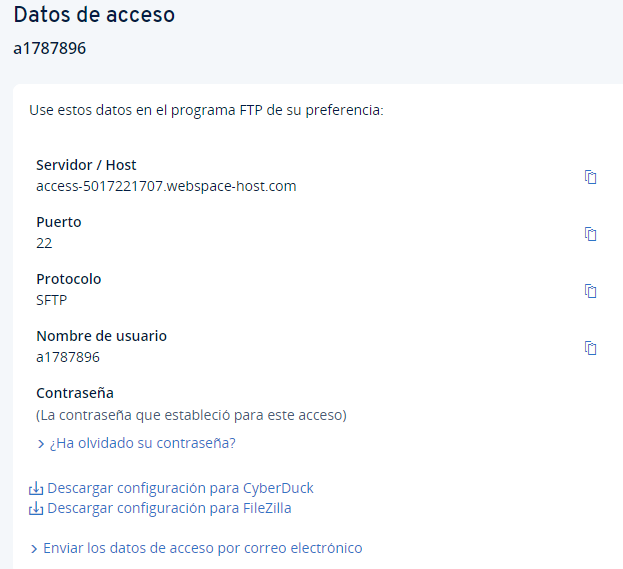 Datos de acceso
a1787896
Use estos datos en el programa FTP de su preferencia:
Servidor / Host
access-5017221707.webspace-host.com
Puerto
22
Protocolo
SFTP
Nombre de usuario
a1787896
Contraseña
(La contraseña que estableció para este acceso)
¿Ha olvidado su contraseña?
Descargar configuración para CyberDuck
Descargar configuración para FileZilla
Enviar los datos de acceso por correo electrónico